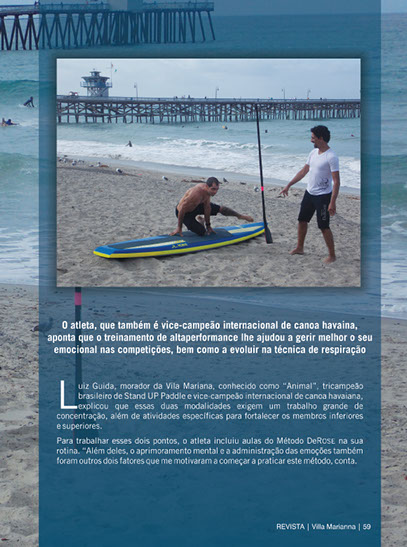 O atleta, que também é vice-campeão internacional de canoa havaina,
aponta que o treinamento de altaperformance lhe ajudou a gerir melhor o seu
emocional nas competições, bem como a evoluir na técnica de respiração
Luiz Guida, morador da Vila Mariana, conhecido como “Animal”, tricampeão
brasileiro de Stand UP Paddle e vice-campeão internacional de canoa havaiana,
explicou que essas duas modalidades exigem um trabalho grande de
concentração, além de atividades específicas para fortalecer os membros inferiores
e superiores.
Para trabalhar esses dois pontos, o atleta incluiu aulas do Método DeRose na sua
rotina. “Além deles, o aprimoramento mental e a administração das emoções também
foram outros dois fatores que me motivaram a começar a praticar este método, conta.
REVISTA | Villa Marianna | 59